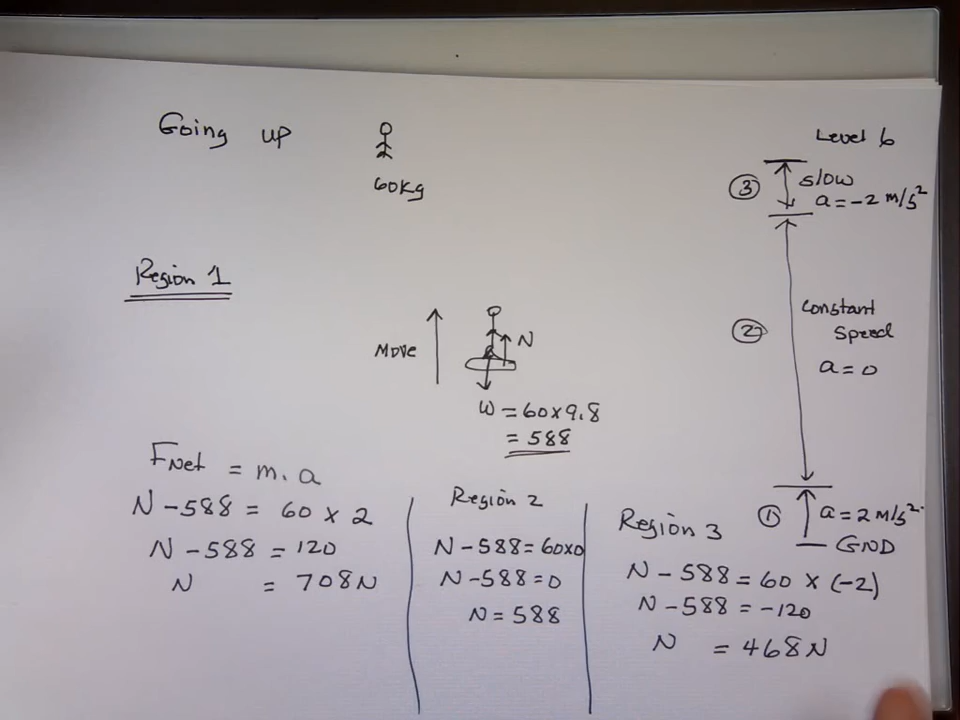 Going up
60kg
Level 6
③ slow
a = -2 m/s²
② Constant
Speed
a = 0
① a = 2 m/s²
GND
Region 1
Move
N
W = 60 x 9.8
= 588
FNet = m. a
N - 588 = 60 x 2
N - 588 = 120
N = 708N
Region 2
N - 588 = 60x0
N - 588 = 0
N = 588
Region 3
N - 588 = 60 x (-2)
N - 588 = -120
N = 468N